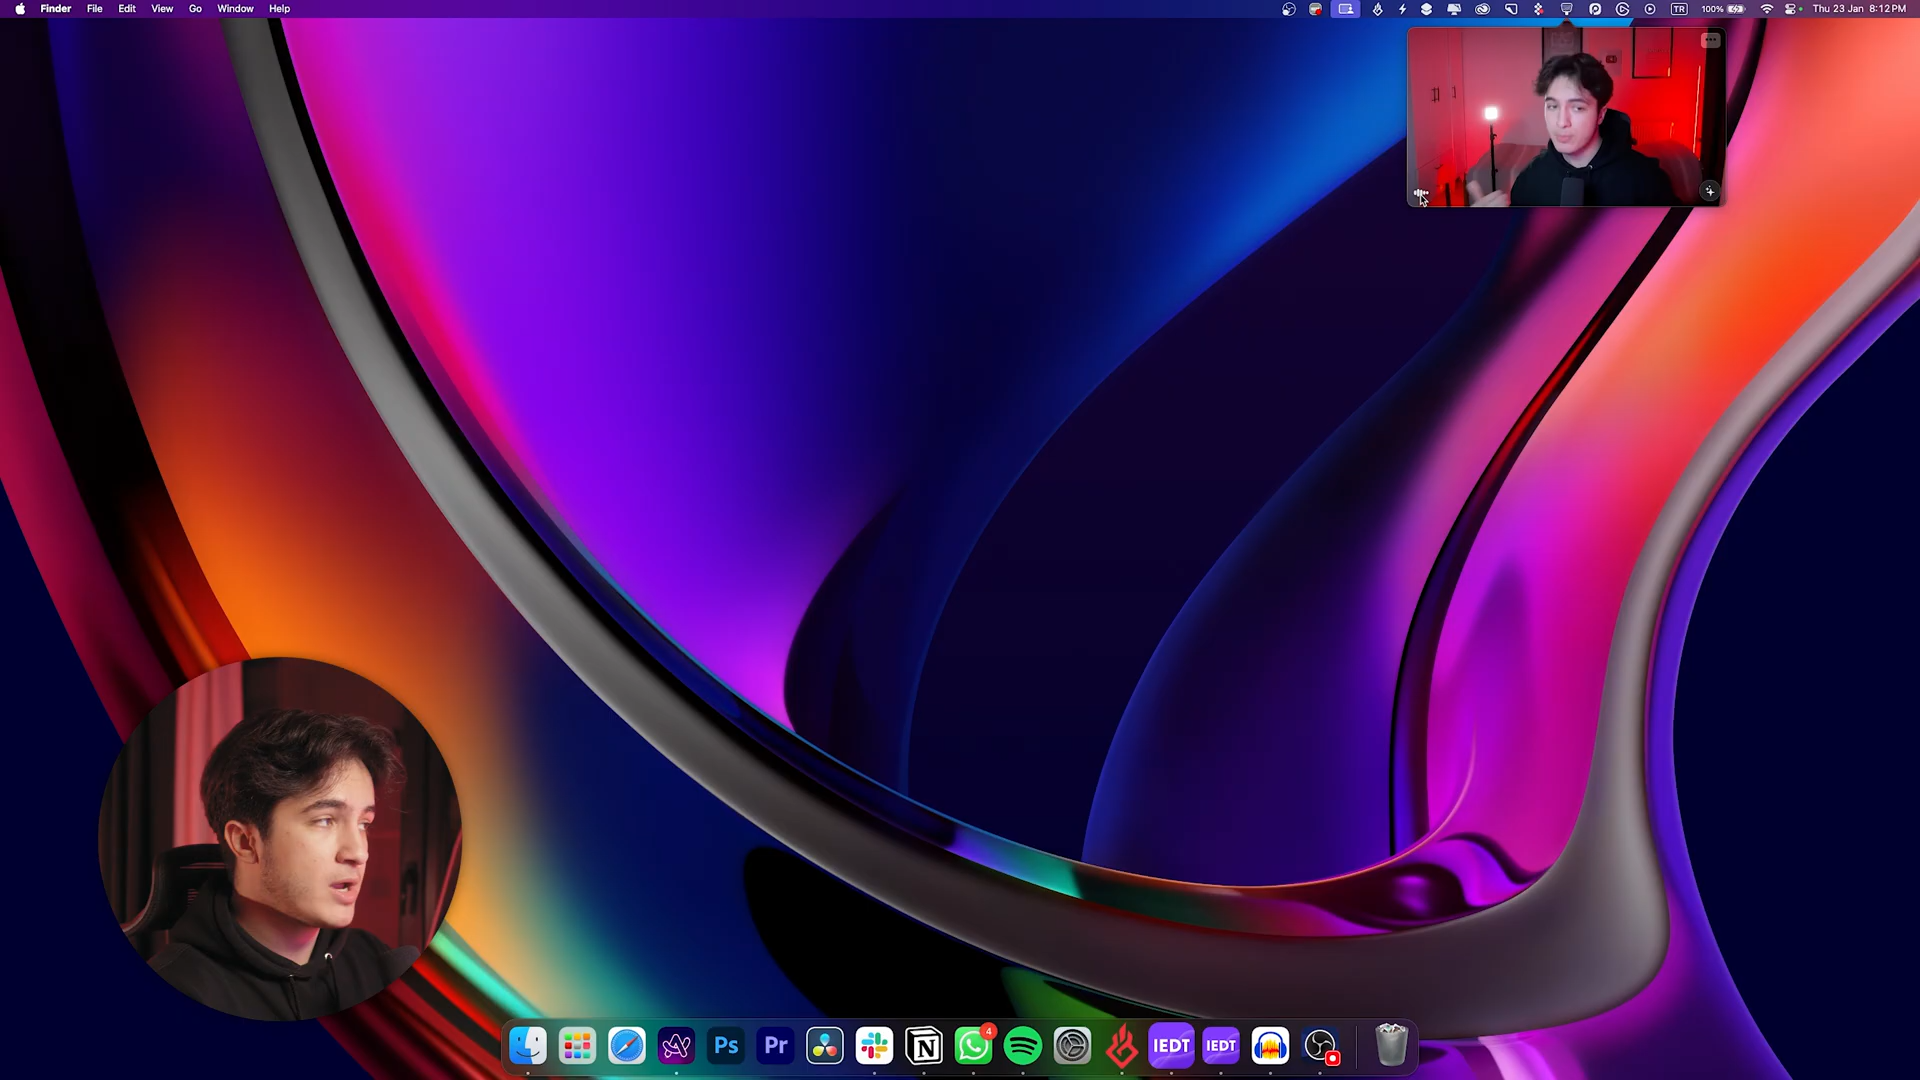 Finder File Edit View Go Window Help
TR 100% Thu 23 Jan 8:12 PM
Ps Pr N 4 IEDT IEDT